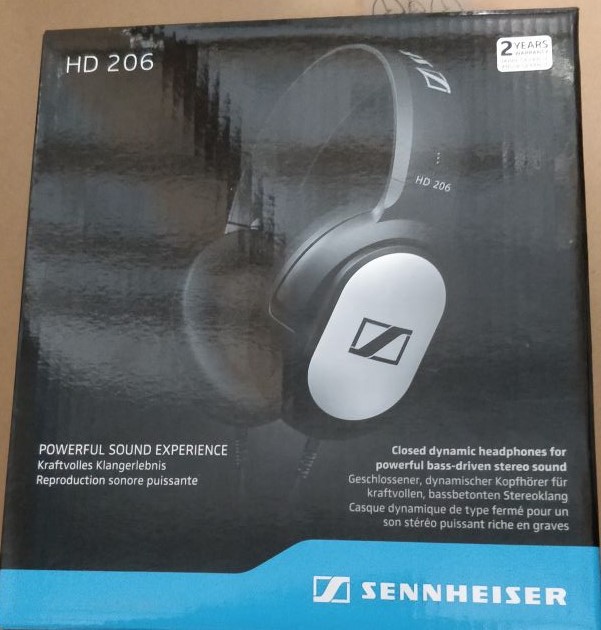 HD 206
2 YEARS
WARRANTY
HD 206
POWERFUL SOUND EXPERIENCE
Kraftvolles Klangerlebnis
Reproduction sonore puissante
Closed dynamic headphones for
powerful bass-driven stereo sound
Geschlossener, dynamischer Kopfhörer für
kraftvollen, bassbetonten Stereoklang
Casque dynamique de type fermé pour un
son stéréo puissant riche en graves
SENNHEISER